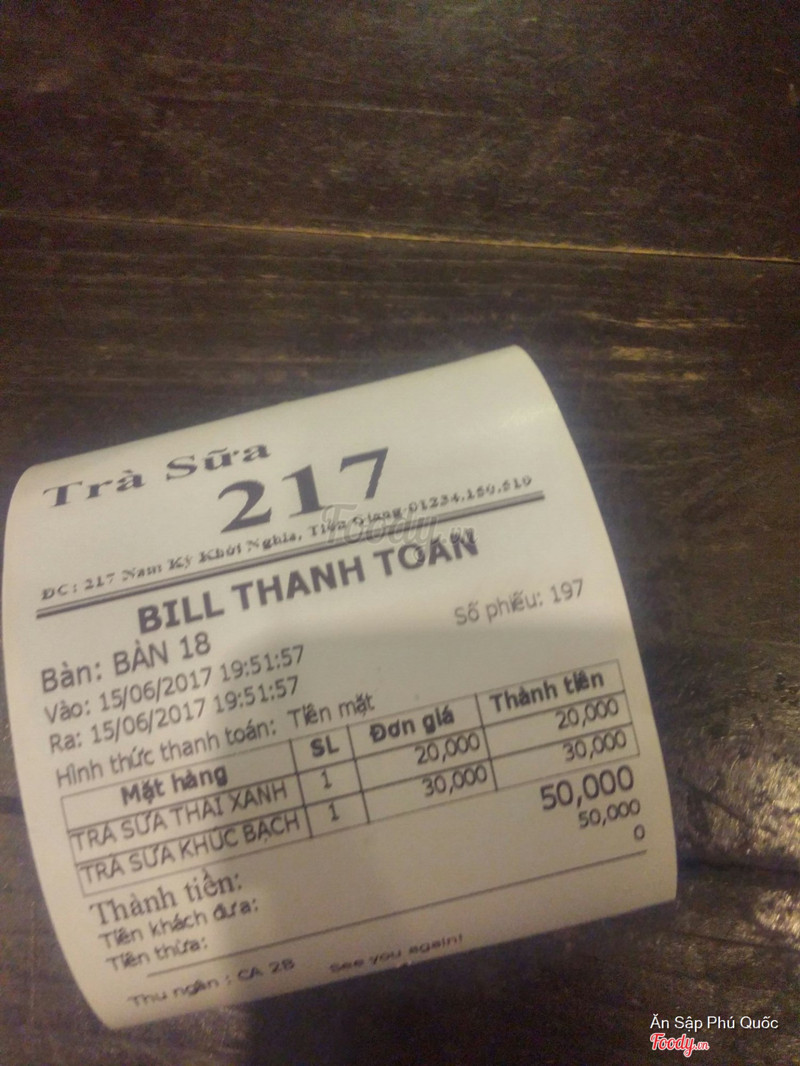 Trà Sữa
217
ĐC: 217 Nam Kỳ Khởi Nghĩa, Tiền Giang-01234.180.510
Foody.vn
BILL THANH TOÁN
Số phiếu: 197
Bàn: BÀN 18
Vào: 15/06/2017 19:51:57
Ra: 15/06/2017 19:51:57
Hình thức thanh toán: Tiền mặt
Mặt hàng SL Đơn giá Thành tiền
TRÀ SỮA THÁI XANH 1 20,000 20,000
TRÀ SỮA KHÚC BẠCH 1 30,000 30,000
Thành tiền: 50,000
Tiền khách đưa: 50,000
Tiền thừa: 0
Thu ngân : CA 2B See you again!
Ăn Sập Phú Quốc
Foody.vn